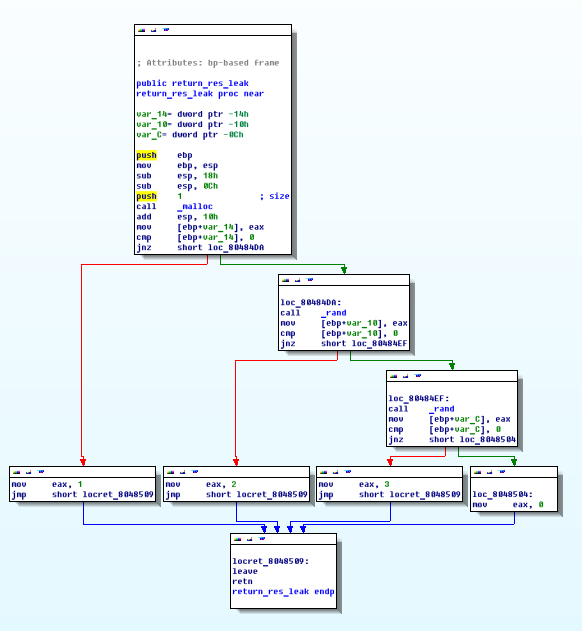 ; Attributes: bp-based frame
public return_res_leak
return_res_leak proc near
var_14= dword ptr -14h
var_10= dword ptr -10h
var_C= dword ptr -0Ch
push ebp
mov ebp, esp
sub esp, 18h
sub esp, 0Ch
push 1 ; size
call _malloc
add esp, 10h
mov [ebp+var_14], eax
cmp [ebp+var_14], 0
jnz short loc_80484DA
loc_80484DA:
call _rand
mov [ebp+var_10], eax
cmp [ebp+var_10], 0
jnz short loc_80484EF
loc_80484EF:
call _rand
mov [ebp+var_C], eax
cmp [ebp+var_C], 0
jnz short loc_8048504
mov eax, 1
jmp short locret_8048509
mov eax, 2
jmp short locret_8048509
mov eax, 3
jmp short locret_8048509
loc_8048504:
mov eax, 0
locret_8048509:
leave
retn
return_res_leak endp